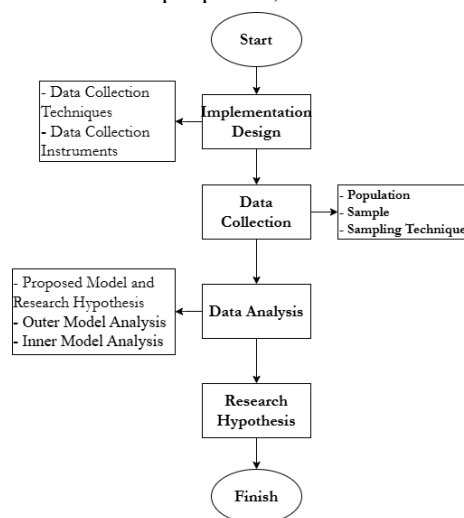 Start
- Data Collection
Techniques
- Data Collection
Instruments
Implementation
Design
Data
Collection
- Population
- Sample
- Sampling Technique
- Proposed Model and
Research Hypothesis
- Outer Model Analysis
- Inner Model Analysis
Data Analysis
Research
Hypothesis
Finish